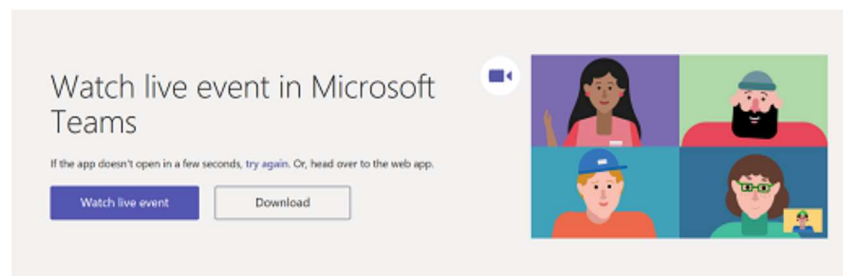 Watch live event in Microsoft
Teams
If the app doesn't open in a few seconds, try again. Or, head over to the web app.
Watch live event
Download